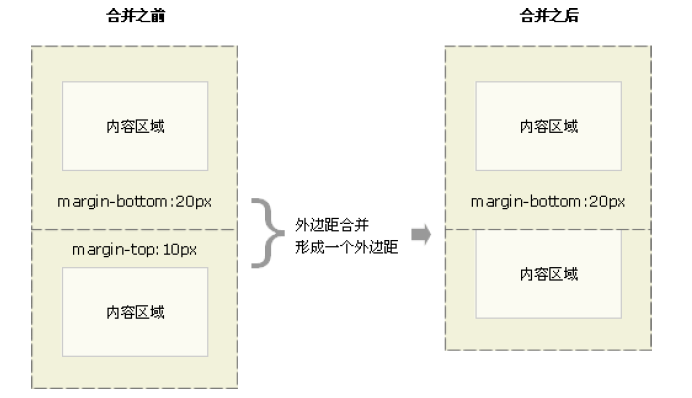 合并之前
合并之后
内容区域
内容区域
margin-bottom:20px
margin-bottom:20px
外边距合并
形成一个外边距
margin-top: 10px
内容区域
内容区域